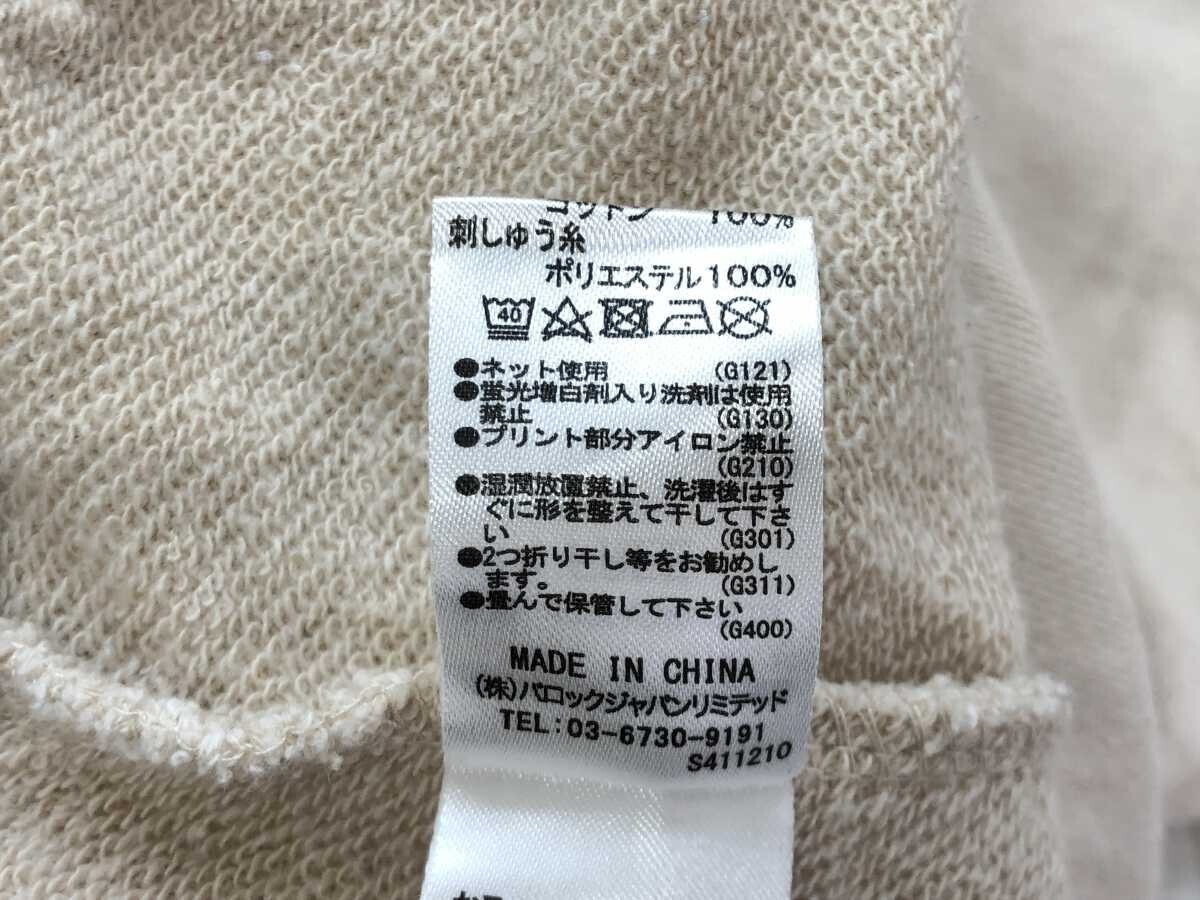 コットン 100%
刺しゅう糸
ポリエステル100%
40
●ネット使用 (G121)
●蛍光増白剤入り洗剤は使用
禁止 (G130)
●プリント部分アイロン禁止
(G210)
●湿潤放置禁止、洗濯後はす
ぐに形を整えて干して下さ
い (G301)
●2つ折り干し等をお勧めし
ます。 (G311)
●畳んで保管して下さい
(G400)
MADE IN CHINA
(株)バロックジャパンリミテッド
TEL:03-6730-9191
S411210